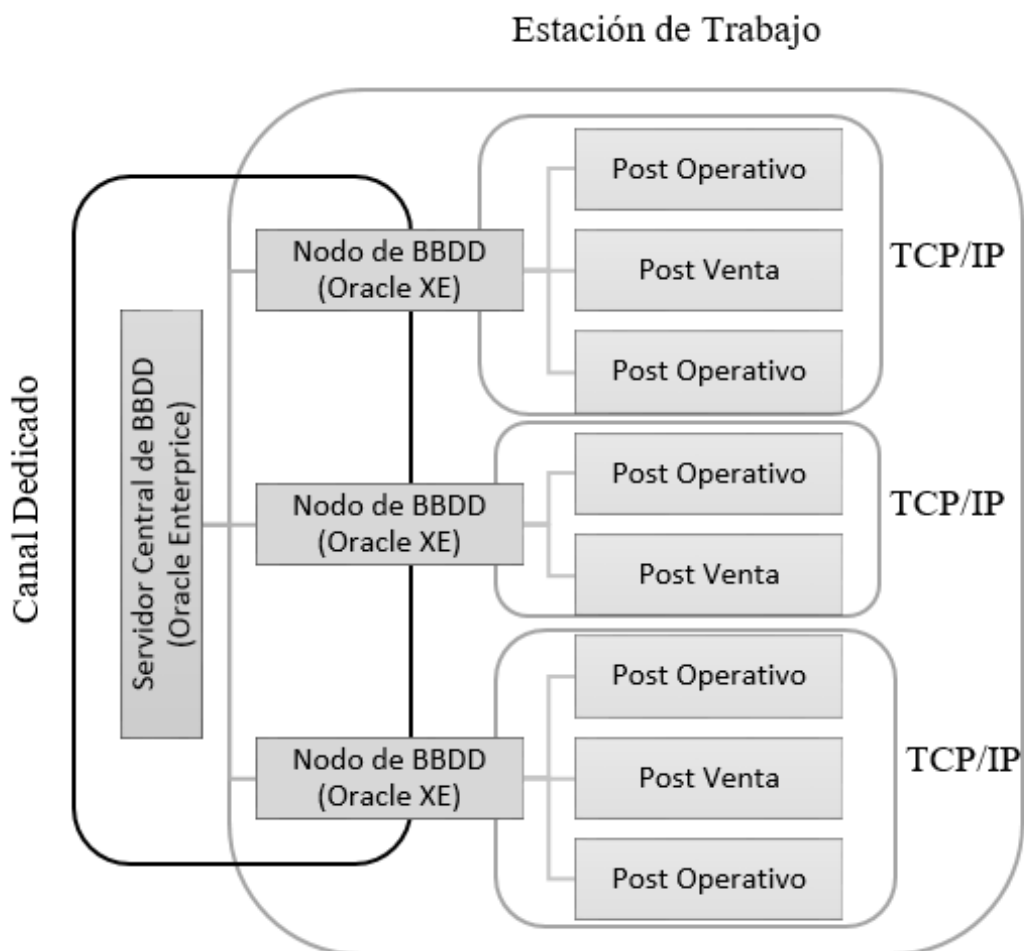 Estación de Trabajo
Canal Dedicado
Servidor Central de BBDD
(Oracle Enterprice)
Nodo de BBDD
(Oracle XE)
Post Operativo
Post Venta
Post Operativo
TCP/IP
Nodo de BBDD
(Oracle XE)
Post Operativo
Post Venta
TCP/IP
Nodo de BBDD
(Oracle XE)
Post Operativo
Post Venta
Post Operativo
TCP/IP